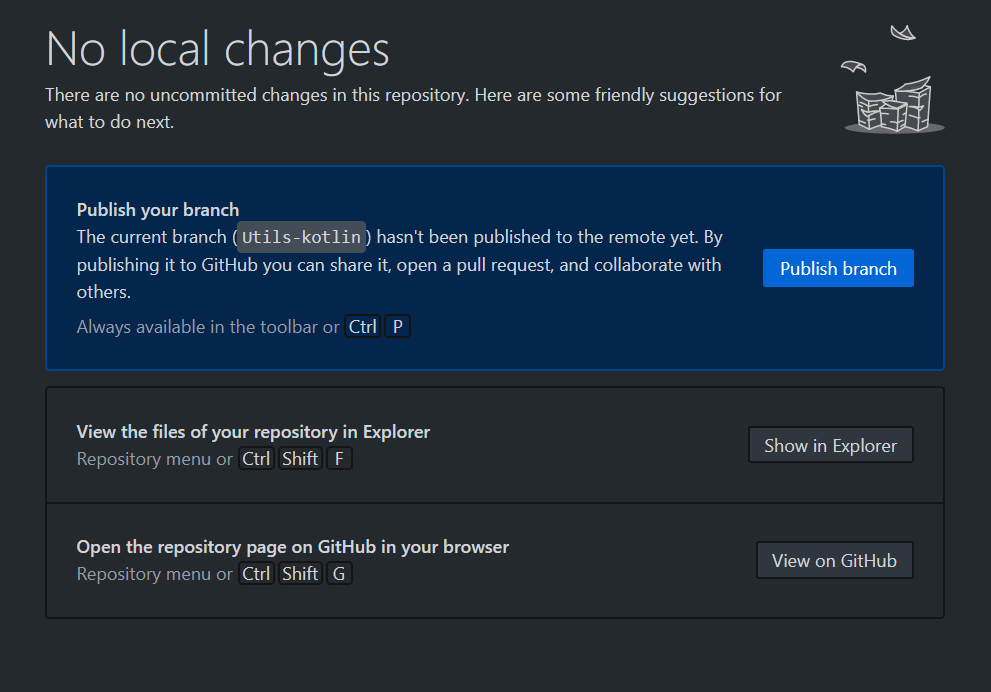 No local changes
There are no uncommitted changes in this repository. Here are some friendly suggestions for
what to do next.
Publish your branch
The current branch (Utils-kotlin) hasn't been published to the remote yet. By
publishing it to GitHub you can share it, open a pull request, and collaborate with
others.
Publish branch
Always available in the toolbar or Ctrl P
View the files of your repository in Explorer
Repository menu or Ctrl Shift F
Show in Explorer
Open the repository page on GitHub in your browser
Repository menu or Ctrl Shift G
View on GitHub